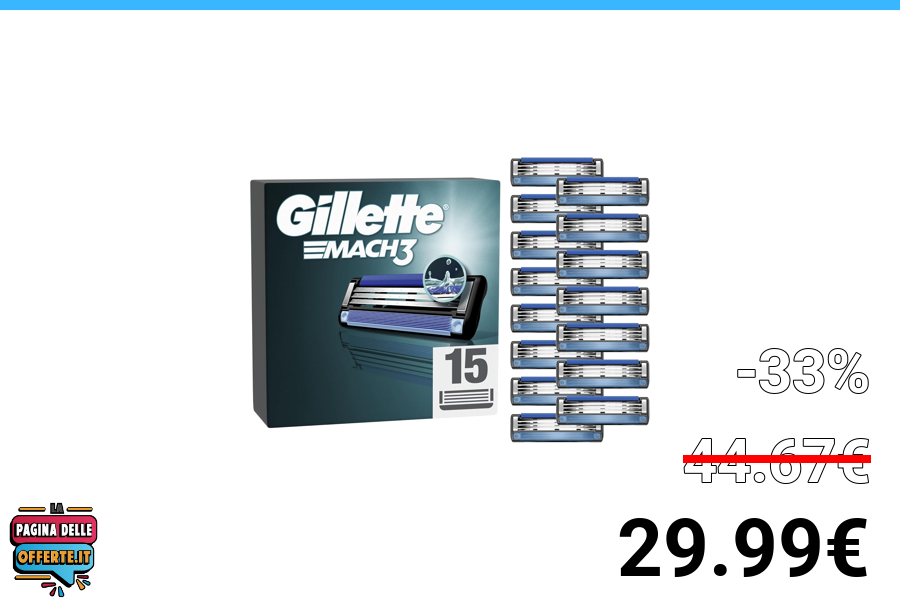 Gillette®
MACH3
15
-33%
44.67€
29.99€
LA
PAGINA DELLE
OFFERTE.IT